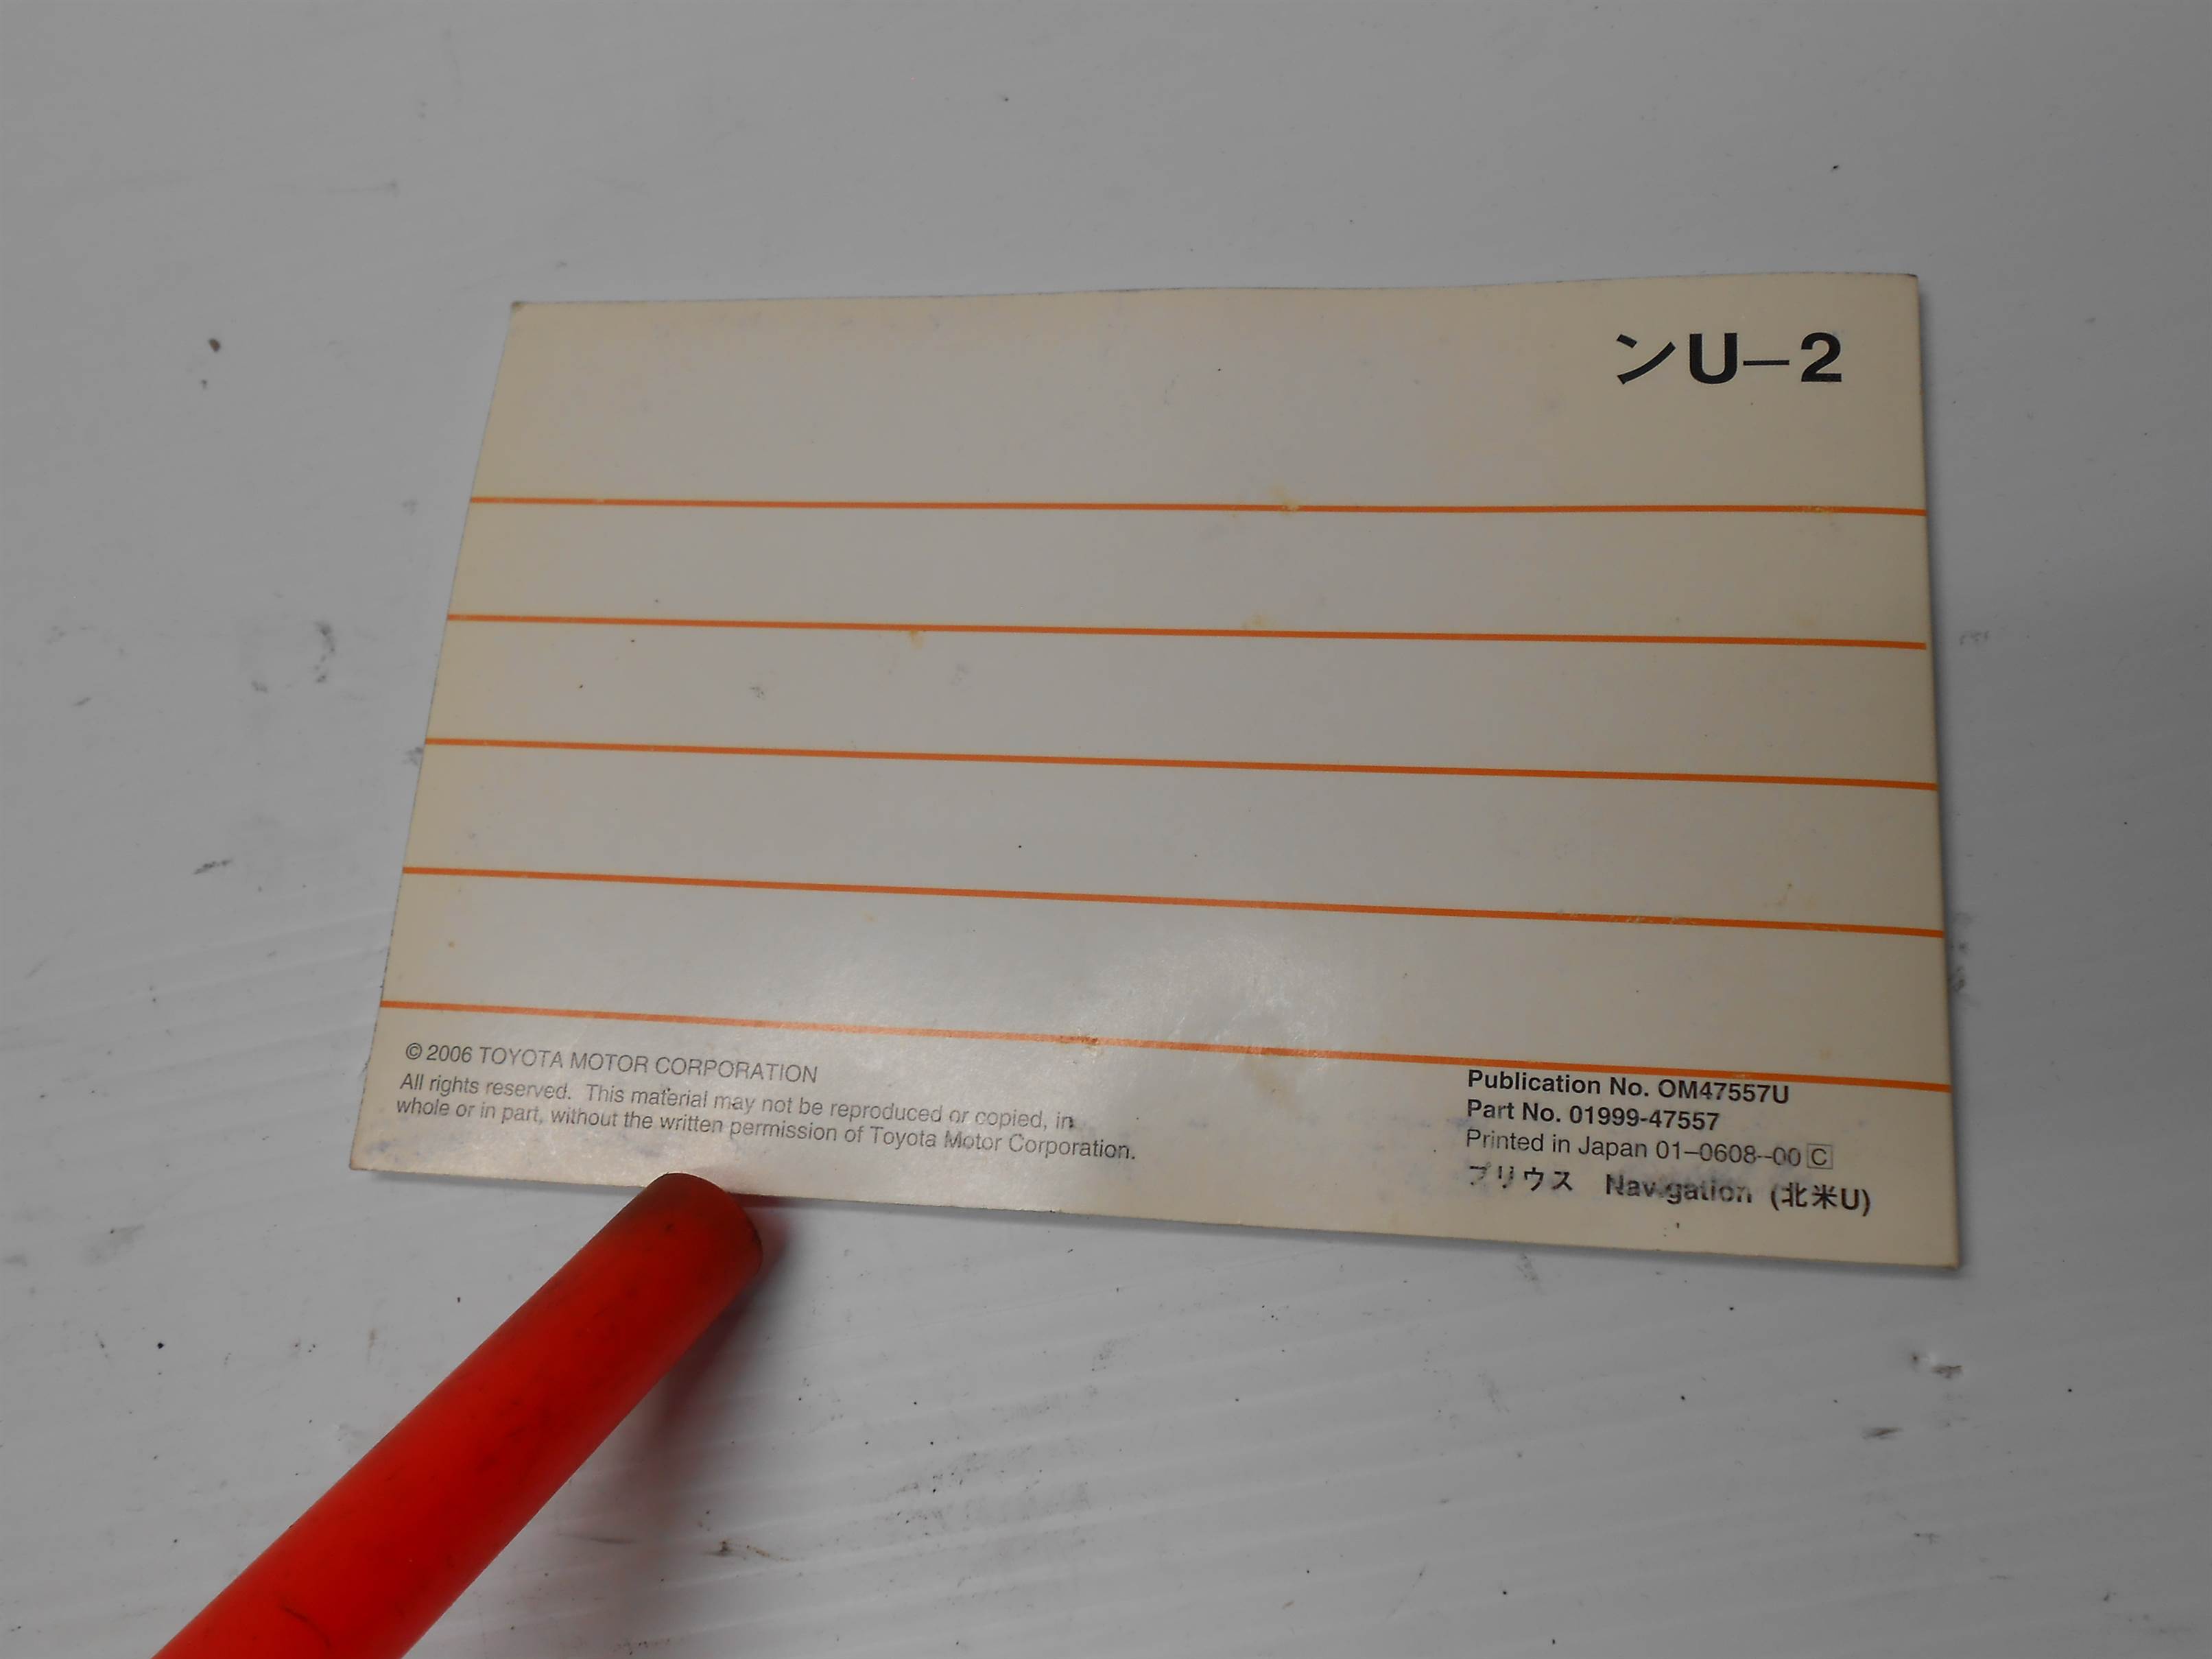 ンU−2
© 2006 TOYOTA MOTOR CORPORATION
All rights reserved. This material may not be reproduced or copied, in
whole or in part, without the written permission of Toyota Motor Corporation.
Publication No. OM47557U
Part No. 01999-47557
Printed in Japan 01–0608–00 C
プリウス Navigation (北米U)